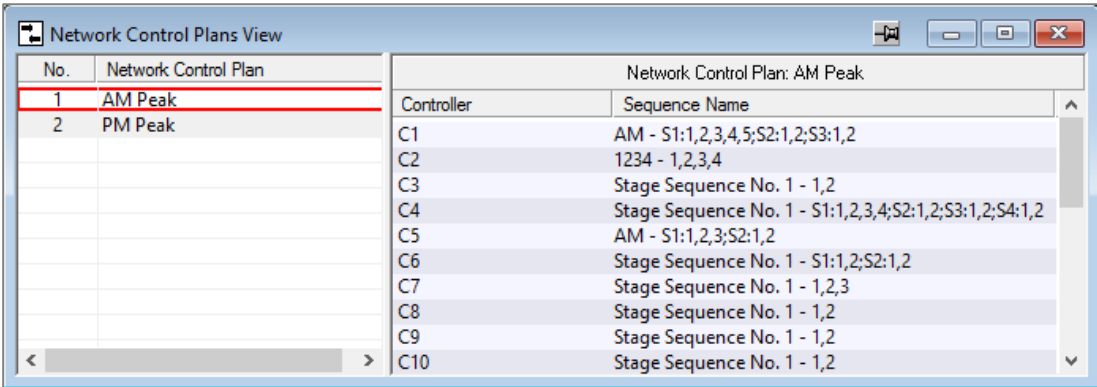 Network Control Plans View
No. Network Control Plan
1 AM Peak
2 PM Peak
Network Control Plan: AM Peak
Controller Sequence Name
C1 AM - S1:1,2,3,4,5;S2:1,2;S3:1,2
C2 1234 - 1,2,3,4
C3 Stage Sequence No. 1 - 1,2
C4 Stage Sequence No. 1 - S1:1,2,3,4;S2:1,2;S3:1,2;S4:1,2
C5 AM - S1:1,2,3;S2:1,2
C6 Stage Sequence No. 1 - S1:1,2;S2:1,2
C7 Stage Sequence No. 1 - 1,2,3
C8 Stage Sequence No. 1 - 1,2
C9 Stage Sequence No. 1 - 1,2
C10 Stage Sequence No. 1 - 1,2